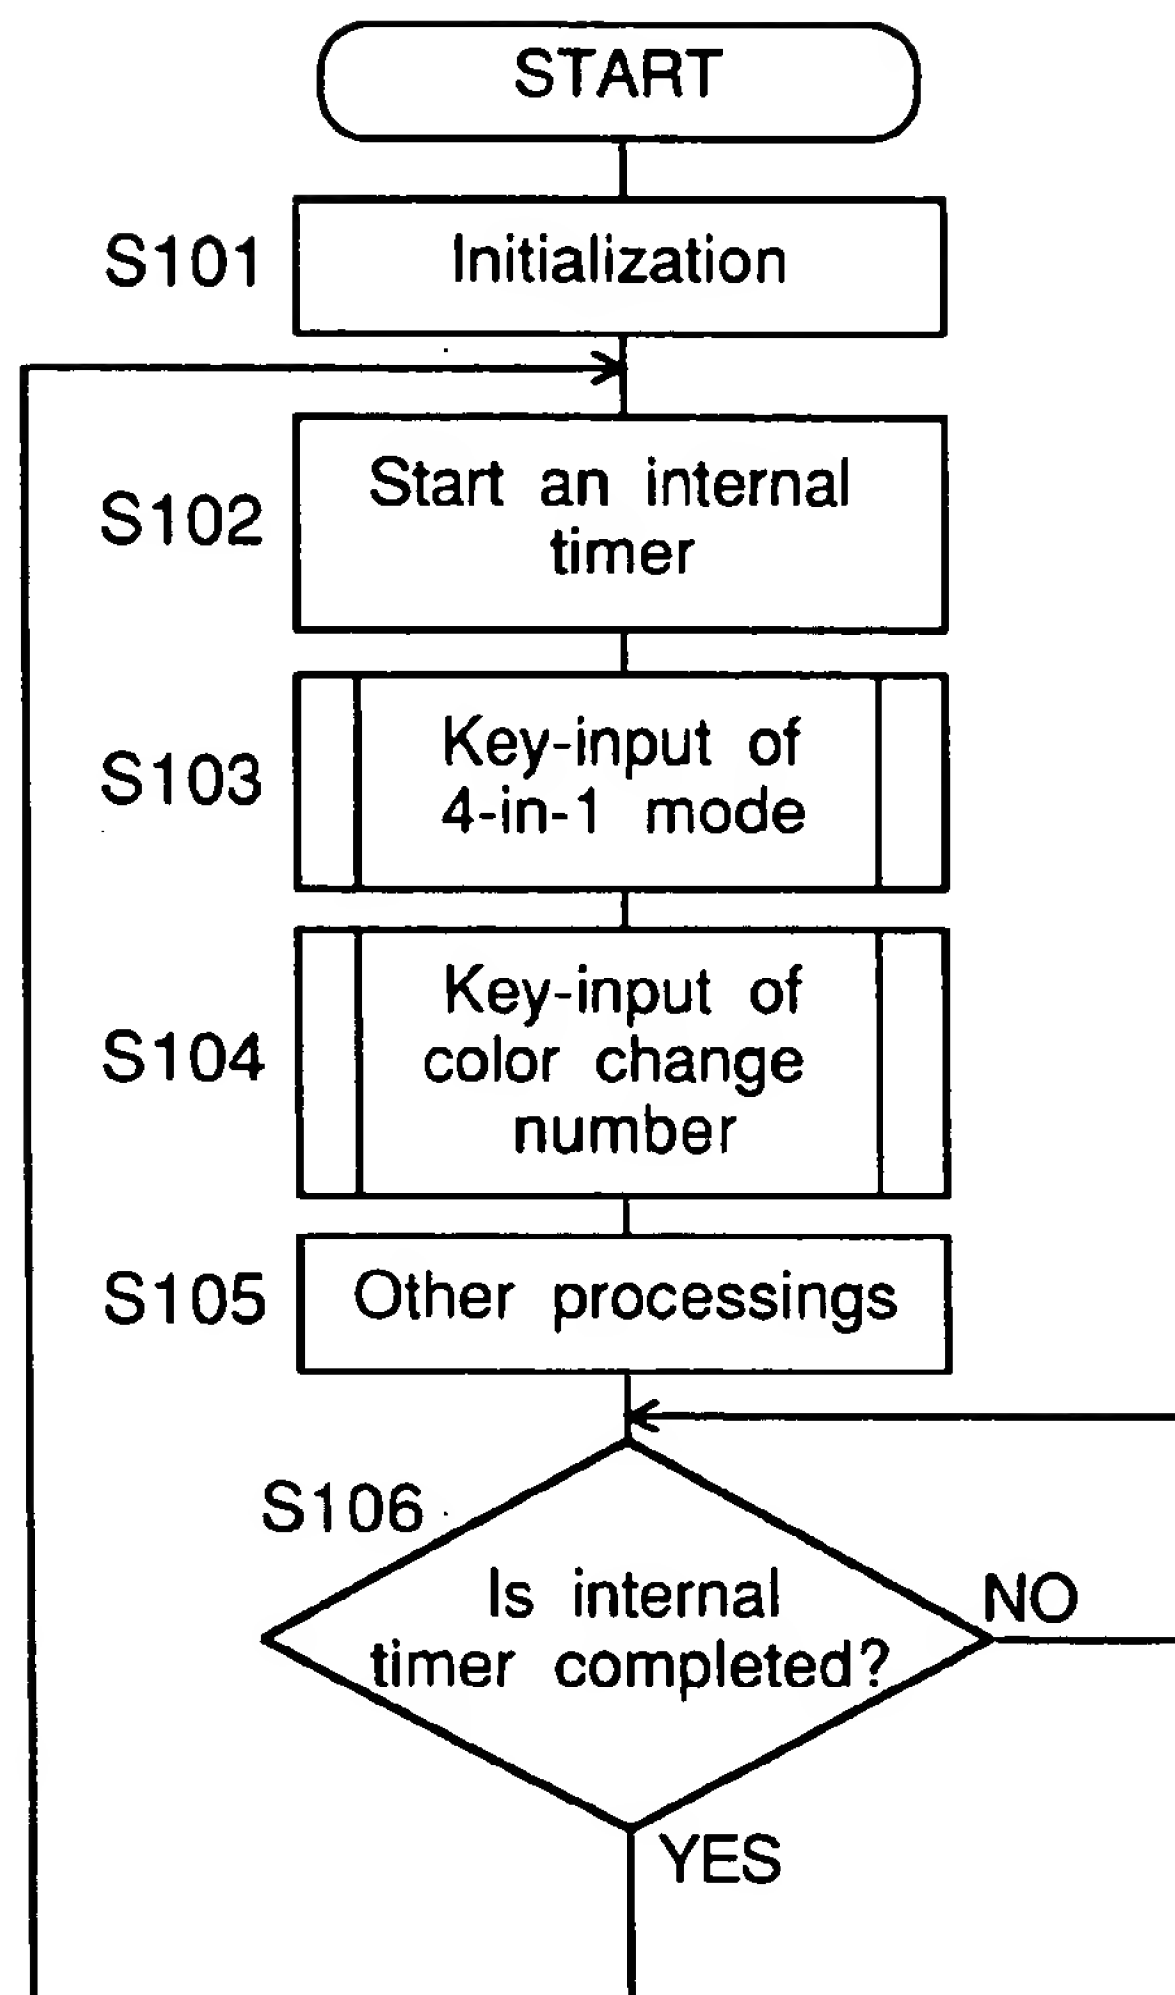 START
S101
Initialization
S102
Start an internal
timer
S103
Key-input of
4-in-1 mode
S104
Key-input of
color change
number
S105
Other processings
S106
Is internal
timer completed?
NO
YES